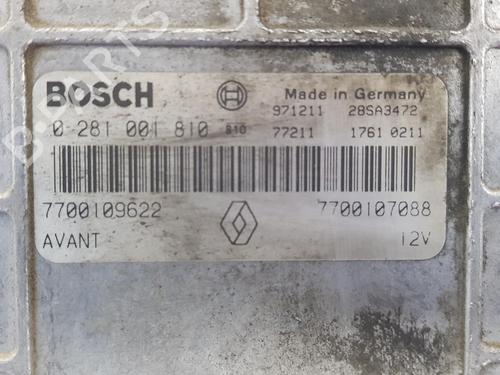 BOSCH
Made in Germany
971211 28SA3472
0 281 001 810 810
77211 1761 0211
7700109622 7700107088
AVANT 12V